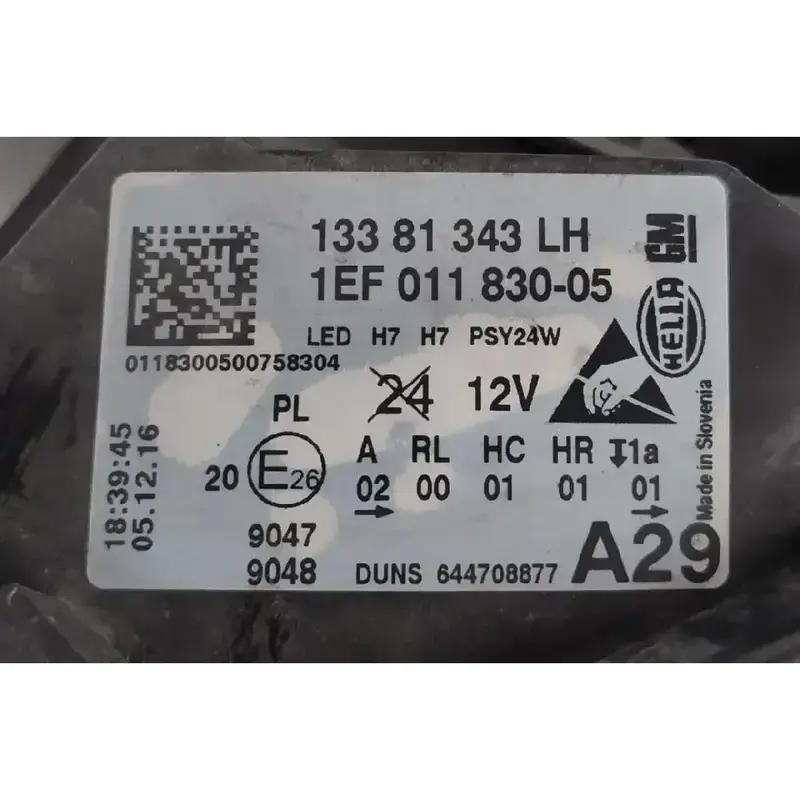 133 81 343 LH
GM
1EF 011 830-05
HELLA
LED H7 H7 PSY24W
0118300500758304
24 12V
PL
A RL HC HR 1a
20 E26 02 00 01 01 01
18:39:45
05.12.16
9047
9048 DUNS 644708877 A29
Made in Slovenia